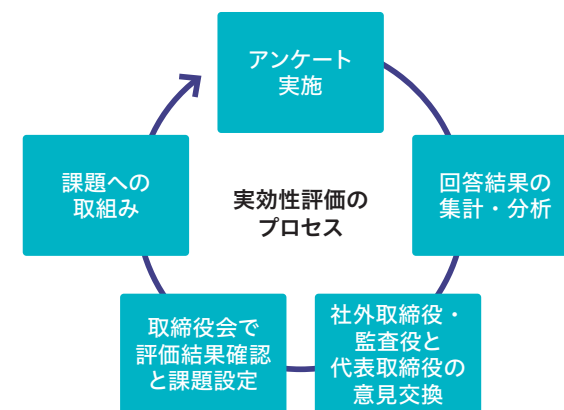 アンケート
実施
回答結果の
集計・分析
社外取締役・
監査役と
代表取締役の
意見交換
取締役会で
評価結果確認
と課題設定
課題への
取組み
実効性評価の
プロセス